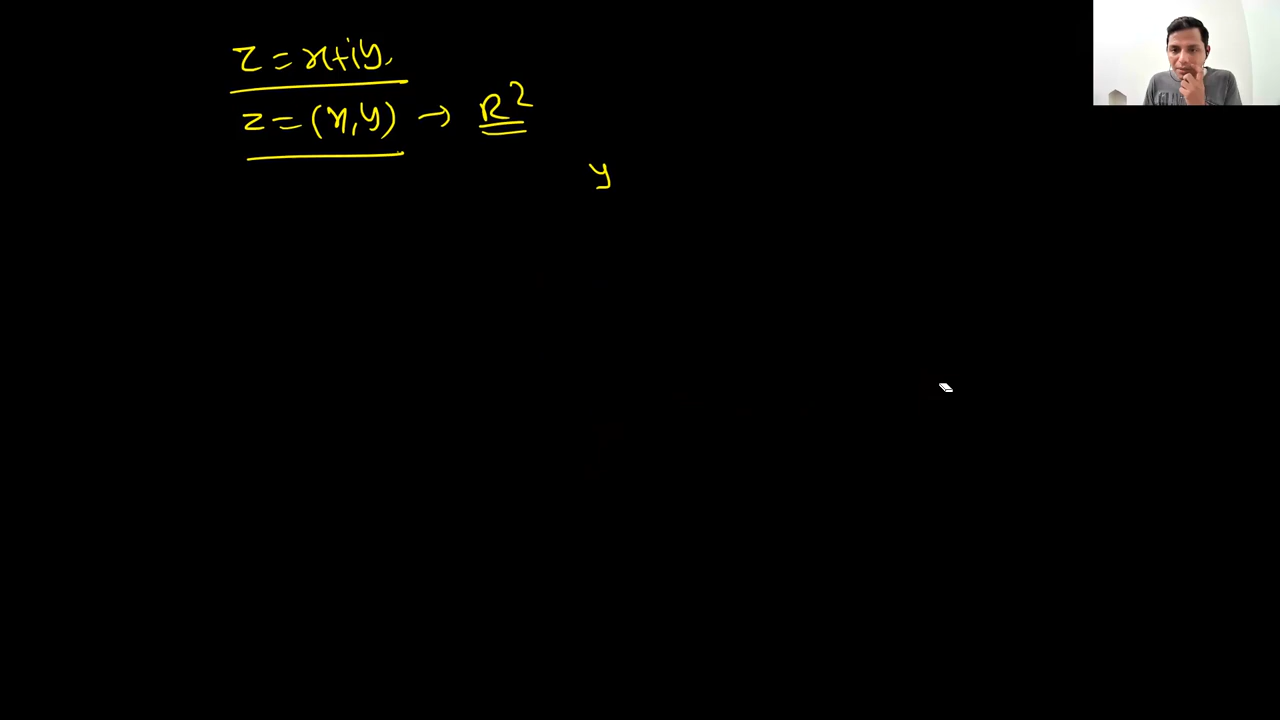 z = x+iy.
z = (x,y) → R²
y